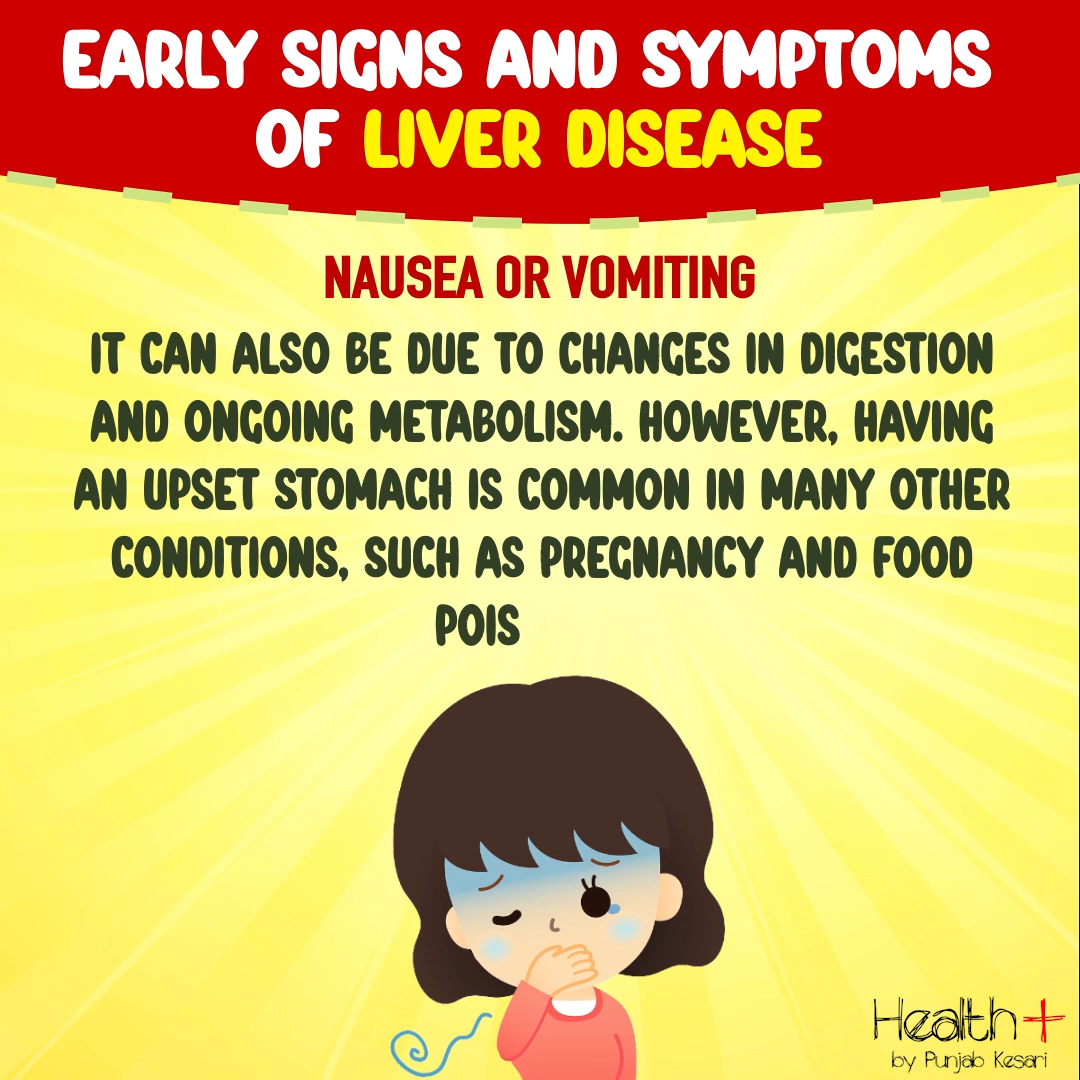 EARLY SIGNS AND SYMPTOMS
OF LIVER DISEASE
NAUSEA OR VOMITING
IT CAN ALSO BE DUE TO CHANGES IN DIGESTION
AND ONGOING METABOLISM. HOWEVER, HAVING
AN UPSET STOMACH IS COMMON IN MANY OTHER
CONDITIONS, SUCH AS PREGNANCY AND FOOD
POIS
Health+
by Punjab Kesari